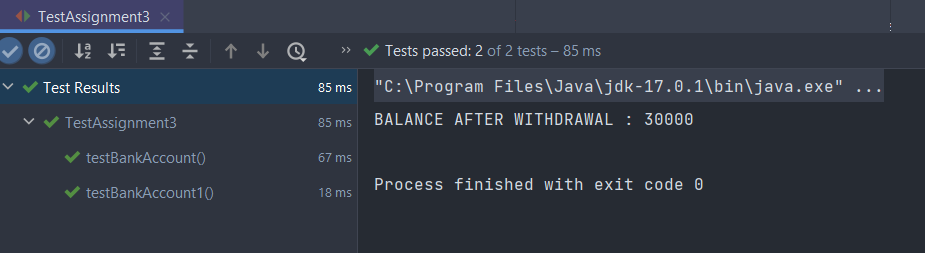 TestAssignment3
Tests passed: 2 of 2 tests – 85 ms
Test Results 85 ms
TestAssignment3 85 ms
testBankAccount() 67 ms
testBankAccount1() 18 ms
"C:\Program Files\Java\jdk-17.0.1\bin\java.exe" ...
BALANCE AFTER WITHDRAWAL : 30000
Process finished with exit code 0